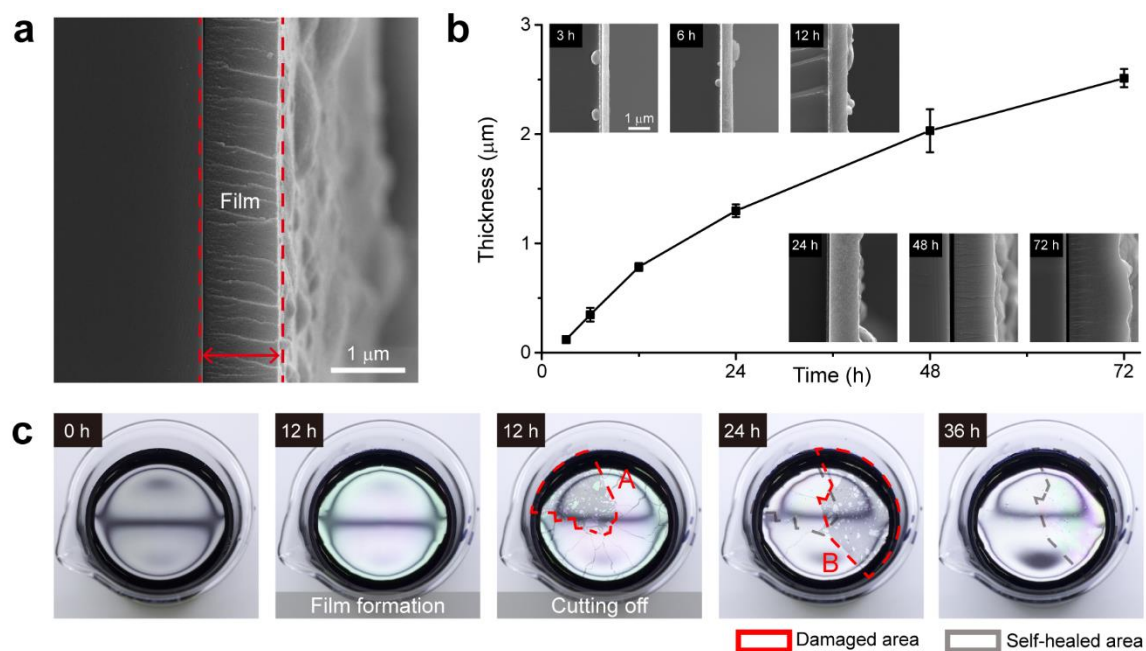 a
Film
1 μm
b
3 h
6 h
12 h
1 μm
24 h
48 h
72 h
Thickness (μm)
3
2
1
0
0
24
48
72
Time (h)
c
0 h
12 h
12 h
24 h
36 h
A
B
Film formation
Cutting off
Damaged area
Self-healed area